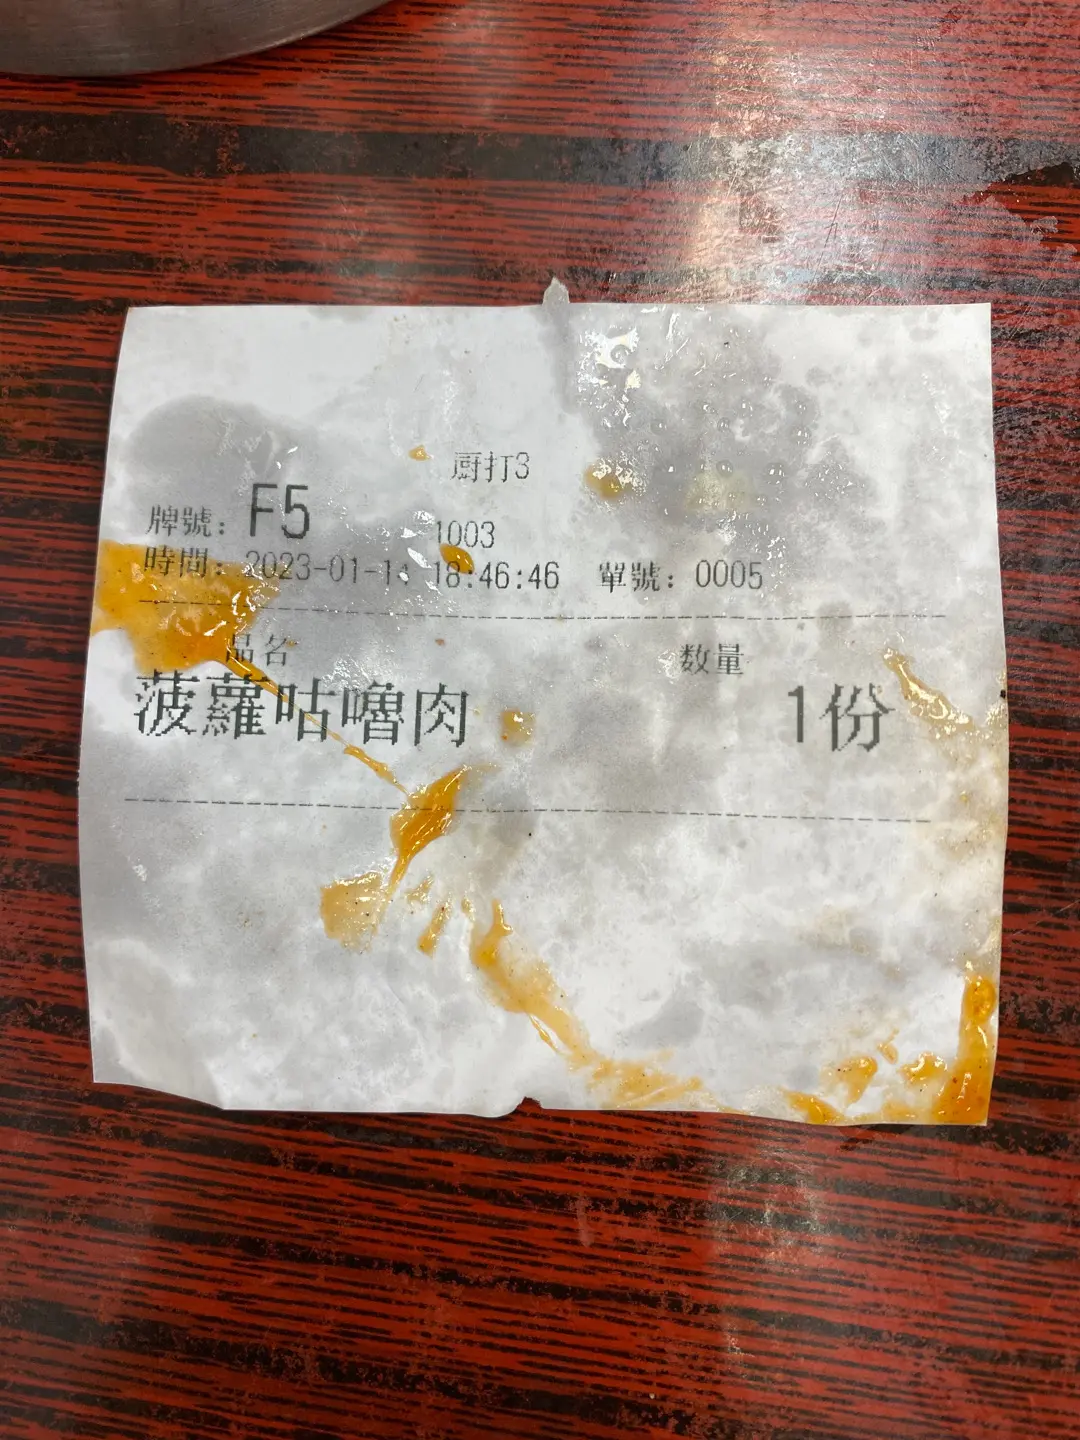 厨打3
牌號：F5 1003
時間：2023-01-14 18:46:46 單號：0005
品名 数量
菠蘿咕嚕肉 1份